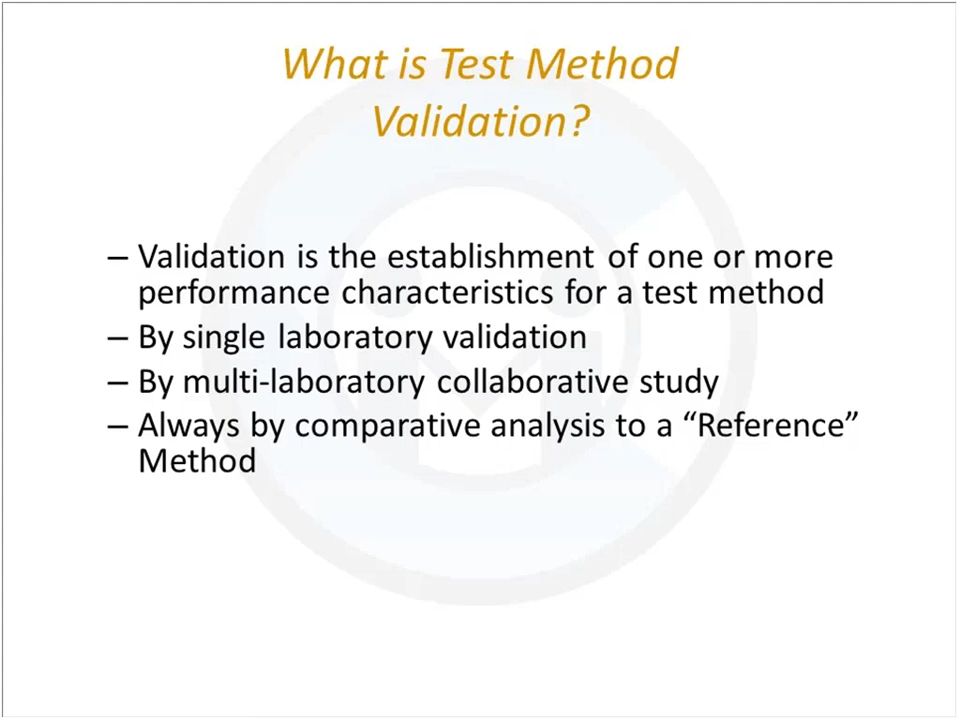 What is Test Method
Validation?
– Validation is the establishment of one or more
performance characteristics for a test method
– By single laboratory validation
– By multi-laboratory collaborative study
– Always by comparative analysis to a “Reference”
Method